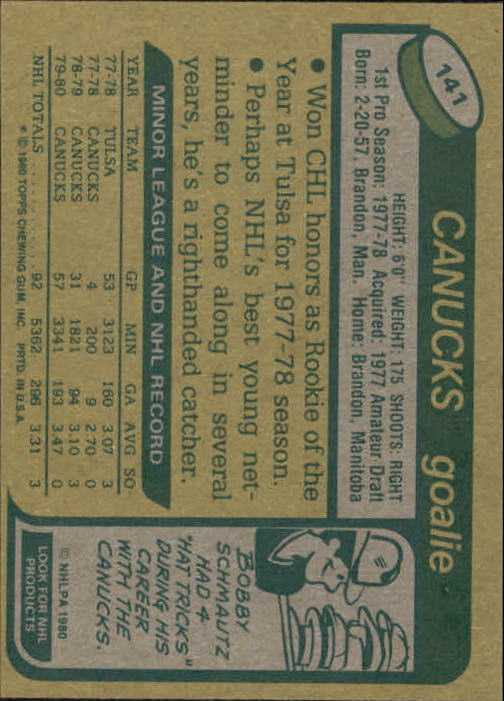 141
CANUCKS goalie
HEIGHT: 6'0" WEIGHT: 175 SHOOTS: RIGHT
1st Pro Season: 1977-78 Acquired: 1977 Amateur Draft
Born: 2-20-57, Brandon, Man. Home: Brandon, Manitoba
• Won CHL honors as Rookie of the
Year at Tulsa for 1977-78 season.
• Perhaps NHL's best young net-
minder to come along in several
years, he's a righthanded catcher.
MINOR LEAGUE AND NHL RECORD
YEAR TEAM GP MIN GA AVG SO
77-78 TULSA 53 3123 160 3.07 3
77-78 CANUCKS 4 200 9 2.70 0
78-79 CANUCKS 31 1821 94 3.10 3
79-80 CANUCKS 57 3341 193 3.47 0
NHL TOTALS . . . . . . . . . . . . 92 5362 296 3.31 3
* © 1980 TOPPS CHEWING GUM, INC. PRTD. IN U.S.A.
BOBBY
SCHMAUTZ
HAD 4
"HAT TRICKS"
DURING HIS
CAREER
WITH THE
CANUCKS.
© NHLPA 1980
LOOK FOR NHL
PRODUCTS